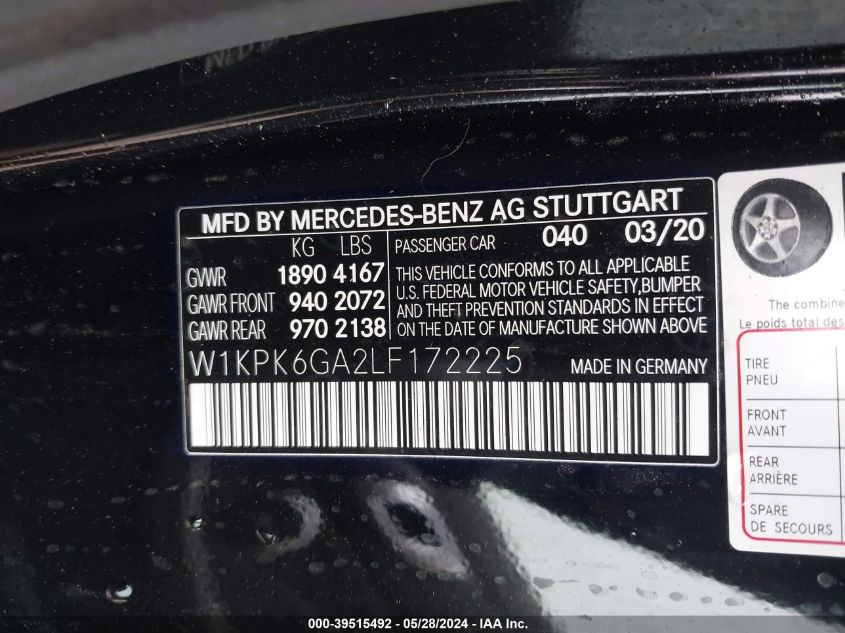 MFD BY MERCEDES-BENZ AG STUTTGART
KG LBS PASSENGER CAR 040 03/20
GVWR 1890 4167
GAWR FRONT 940 2072
GAWR REAR 970 2138
THIS VEHICLE CONFORMS TO ALL APPLICABLE
U.S. FEDERAL MOTOR VEHICLE SAFETY,BUMPER
AND THEFT PREVENTION STANDARDS IN EFFECT
ON THE DATE OF MANUFACTURE SHOWN ABOVE
W1KPK6GA2LF172225 MADE IN GERMANY
The combine
Le poids total des
TIRE
PNEU
FRONT
AVANT
REAR
ARRIÈRE
SPARE
DE SECOURS
000-39515492 - 05/28/2024 - IAA Inc.